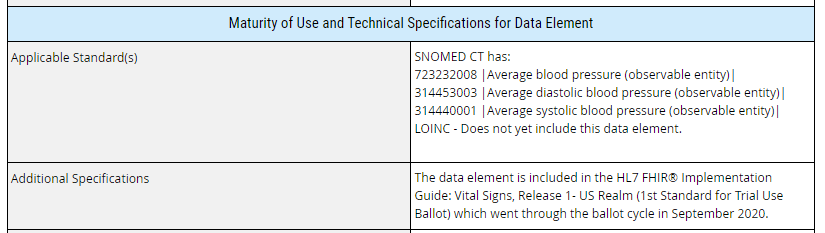 Maturity of Use and Technical Specifications for Data Element
Applicable Standard(s)
SNOMED CT has:
723232008 |Average blood pressure (observable entity)|
314453003 |Average diastolic blood pressure (observable entity)|
314440001 |Average systolic blood pressure (observable entity)|
LOINC - Does not yet include this data element.
Additional Specifications
The data element is included in the HL7 FHIR® Implementation
Guide: Vital Signs, Release 1- US Realm (1st Standard for Trial Use
Ballot) which went through the ballot cycle in September 2020.